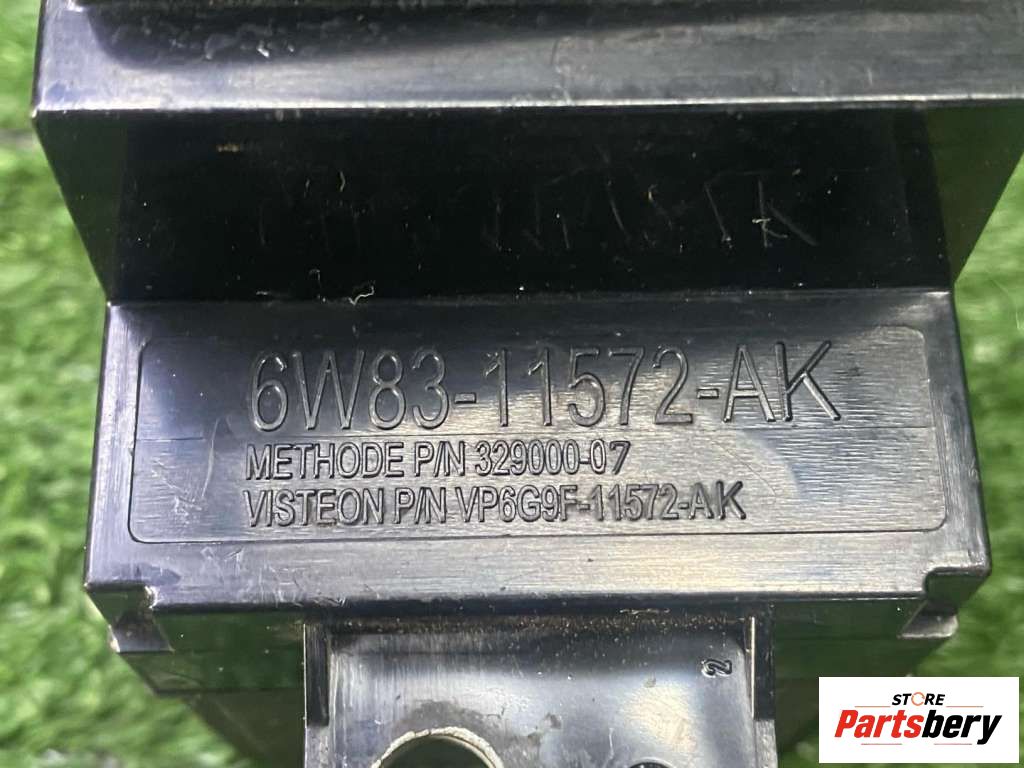 6W83-11572-AK
METHODE P/N 329000-07
VISTEON P/N VP6G9F-11572-AK
N
STORE
Partsbery